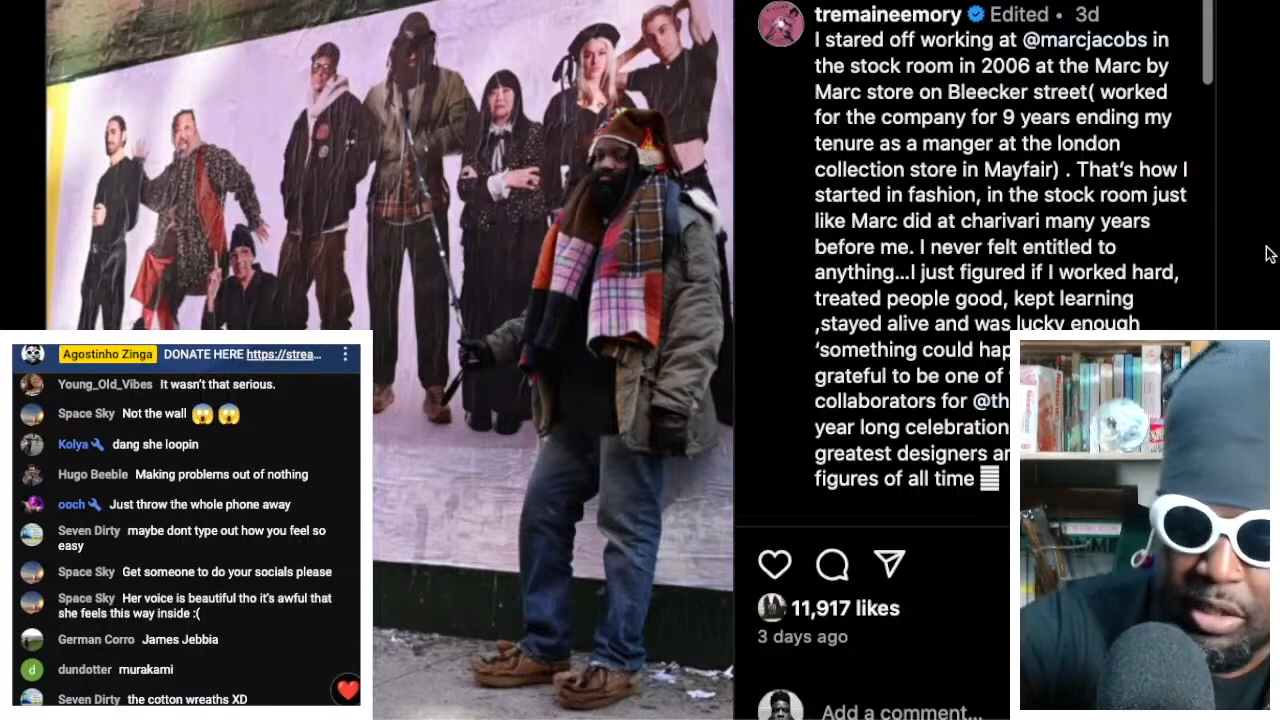 tremaineemory Edited • 3d
I stared off working at @marcjacobs in
the stock room in 2006 at the Marc by
Marc store on Bleecker street( worked
for the company for 9 years ending my
tenure as a manger at the london
collection store in Mayfair) . That's how I
started in fashion, in the stock room just
like Marc did at charivari many years
before me. I never felt entitled to
anything...I just figured if I worked hard,
treated people good, kept learning
,stayed alive and was lucky enough
'something could hap
grateful to be one of
collaborators for @th
year long celebration
greatest designers an
figures of all time
11,917 likes
3 days ago
Add a comment...
Agostinho Zinga DONATE HERE https://strea...
Young_Old_Vibes It wasn't that serious.
Space Sky Not the wall 😱 😱
Kolya dang she loopin
Hugo Beeble Making problems out of nothing
ooch Just throw the whole phone away
Seven Dirty maybe dont type out how you feel so
easy
Space Sky Get someone to do your socials please
Space Sky Her voice is beautiful tho it's awful that
she feels this way inside :(
German Corro James Jebbia
d dundotter murakami
Seven Dirty the cotton wreaths XD